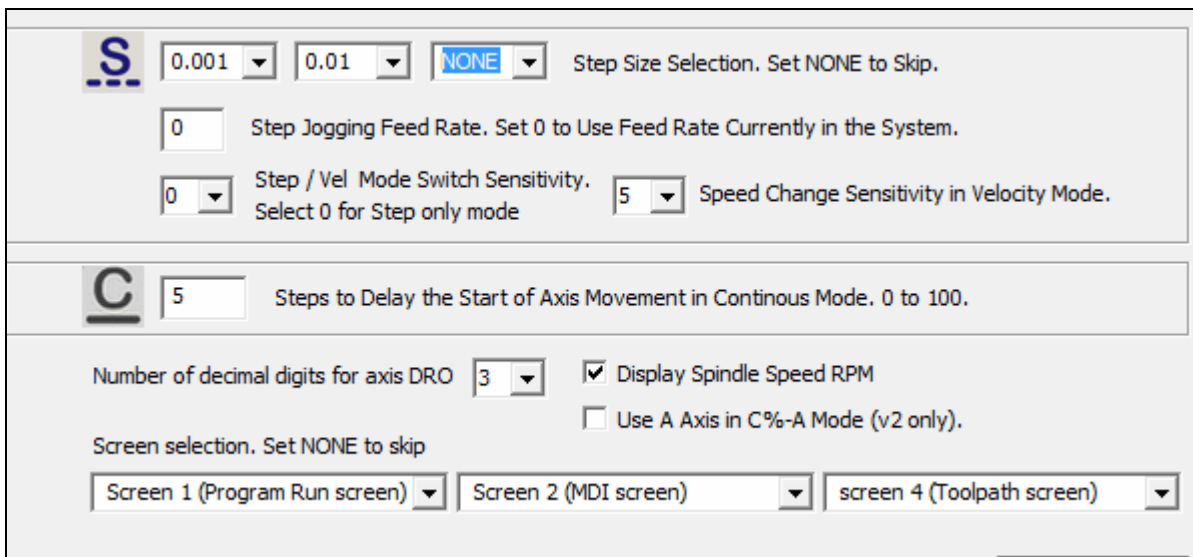 S 0.001 0.01 NONE Step Size Selection. Set NONE to Skip.
0 Step Jogging Feed Rate. Set 0 to Use Feed Rate Currently in the System.
0 Step / Vel Mode Switch Sensitivity.
Select 0 for Step only mode
5 Speed Change Sensitivity in Velocity Mode.
C 5 Steps to Delay the Start of Axis Movement in Continous Mode. 0 to 100.
Number of decimal digits for axis DRO 3 Display Spindle Speed RPM
Use A Axis in C%-A Mode (v2 only).
Screen selection. Set NONE to skip
Screen 1 (Program Run screen) Screen 2 (MDI screen) screen 4 (Toolpath screen)